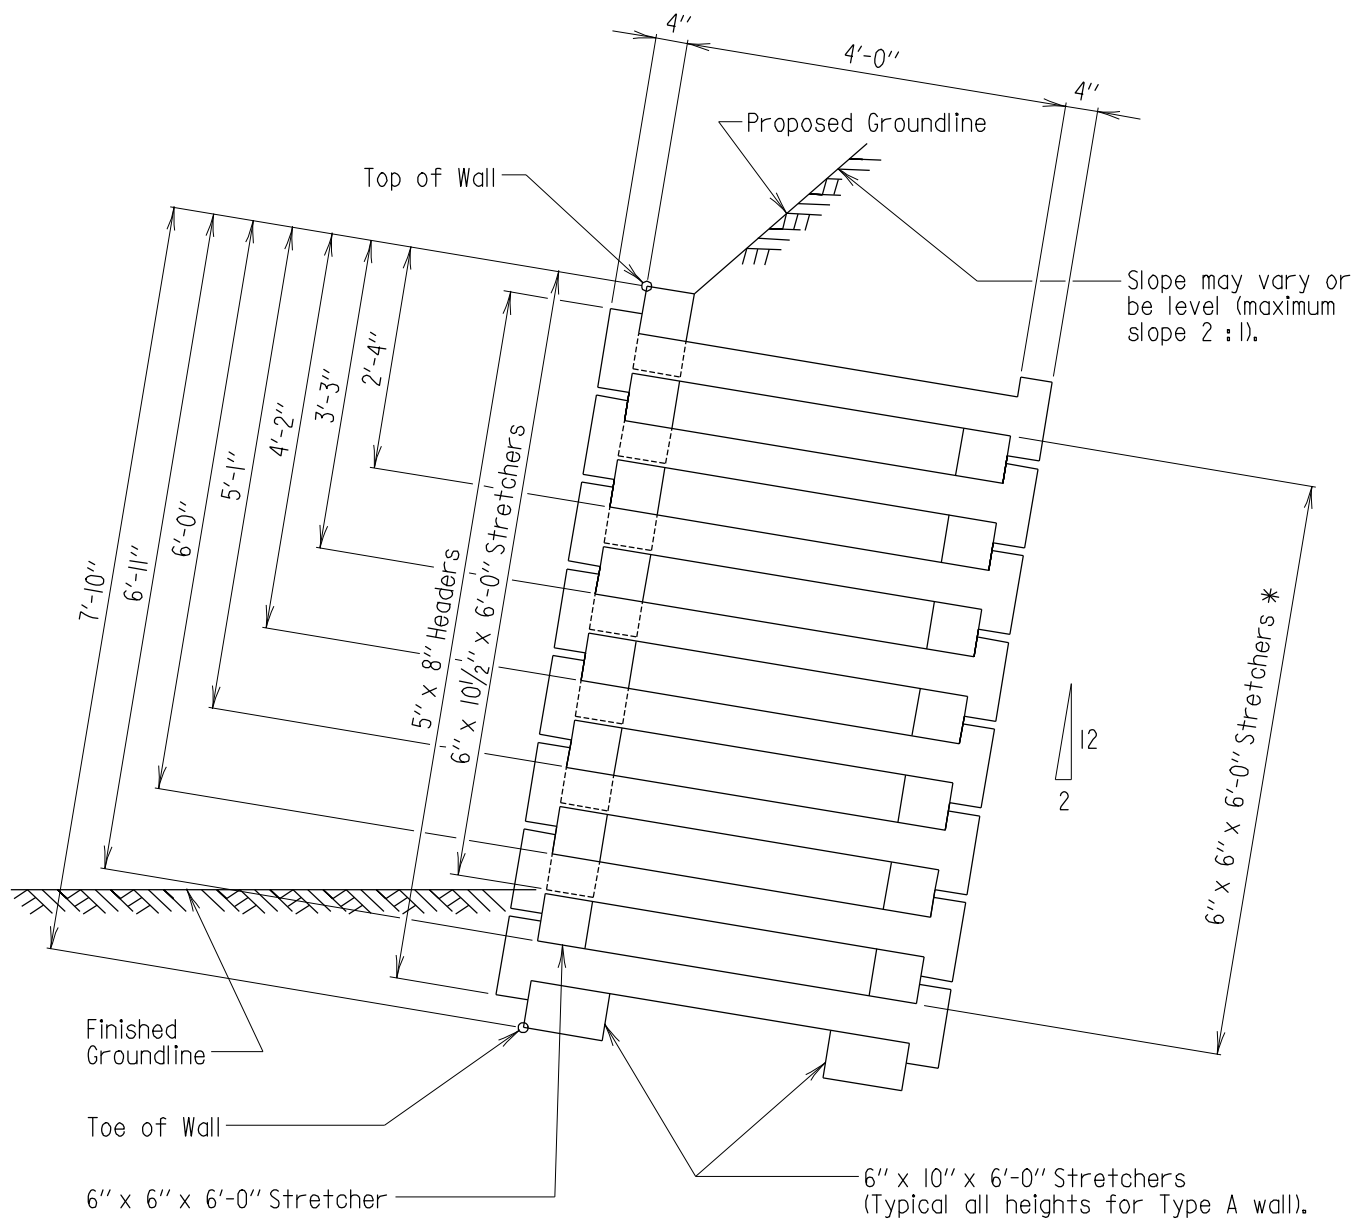 4"
4'-0"
4"
Proposed Groundline
Top of Wall
Slope may vary or
be level (maximum
slope 2 : 1).
2'-4"
3'-3"
4'-2"
5'-1"
6'-0"
6'-11"
7'-10"
5" x 8" Headers
6" x 10 1/2" x 6'-0" Stretchers
6" x 6" x 6'-0" Stretchers *
12
2
Finished
Groundline
Toe of Wall
6" x 6" x 6'-0" Stretcher
6" x 10" x 6'-0" Stretchers
(Typical all heights for Type A wall).